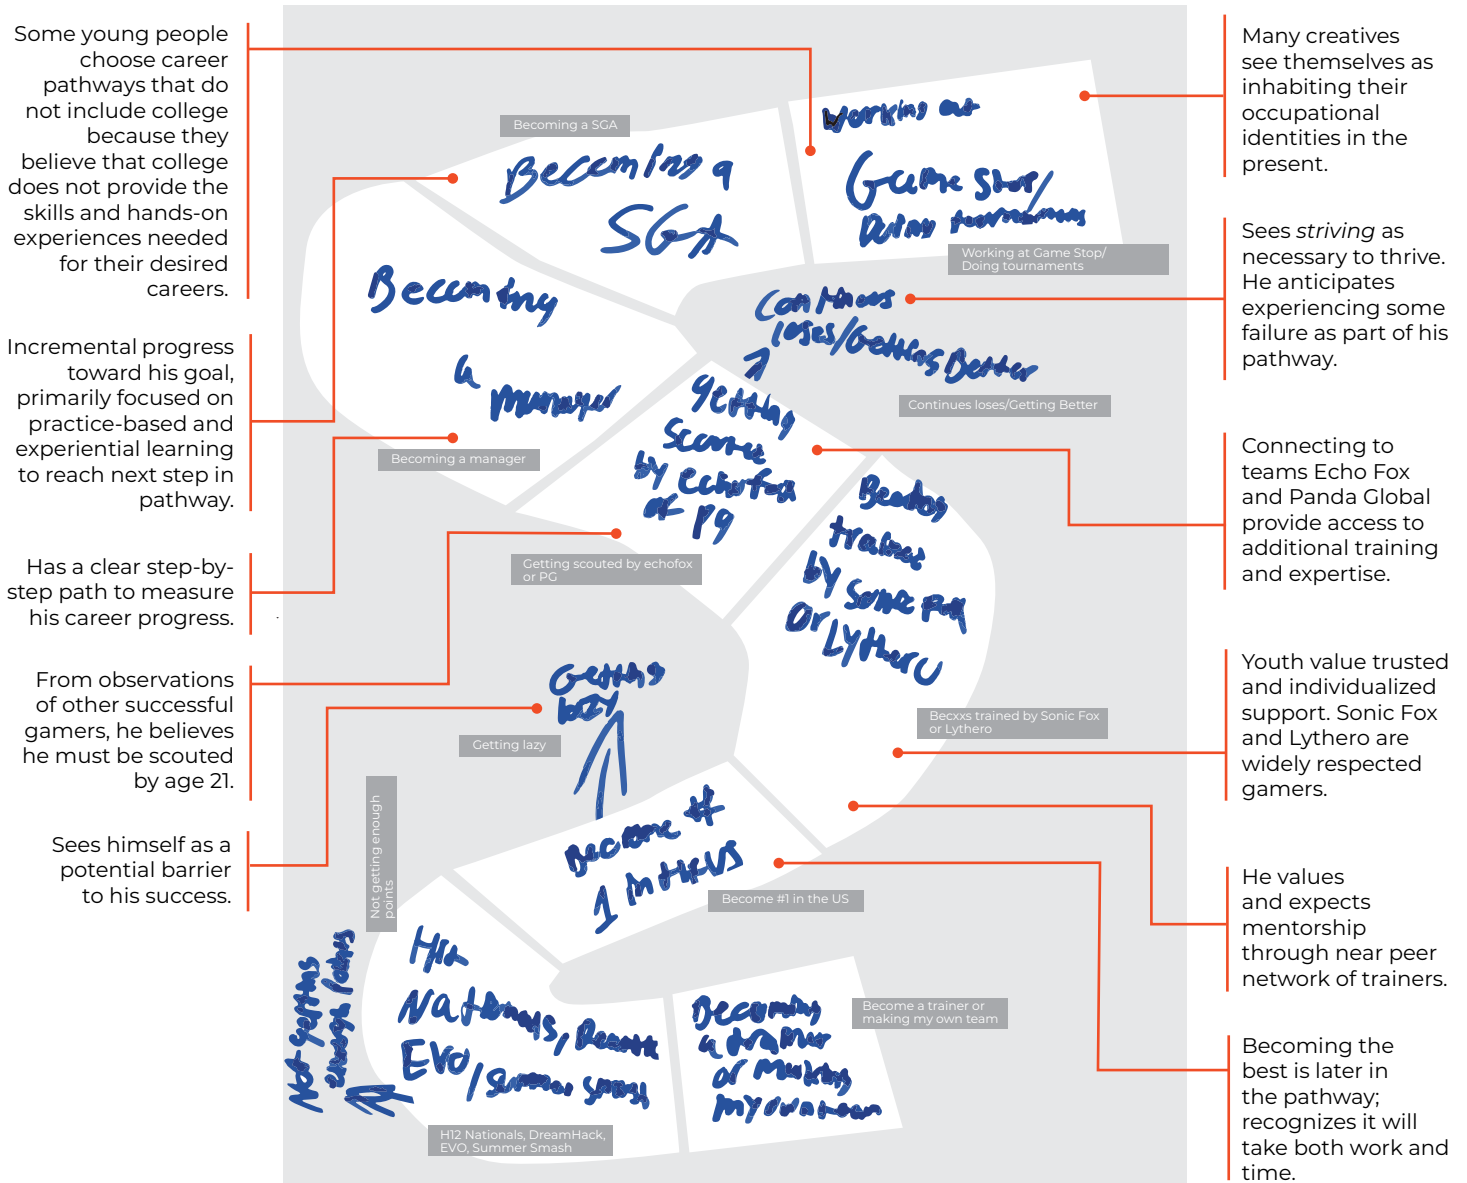 Some young people
choose career
pathways that do
not include college
because they
believe that college
does not provide the
skills and hands-on
experiences needed
for their desired
careers.
Incremental progress
toward his goal,
primarily focused on
practice-based and
experiential learning
to reach next step in
pathway.
Has a clear step-by-
step path to measure
his career progress.
From observations
of other successful
gamers, he believes
he must be scouted
by age 21.
Sees himself as a
potential barrier
to his success.
Becoming a SGA
Becoming a
SGA
Working at
Game Stop/
Doing tournaments
Working at Game Stop/
Doing tournaments
Becoming
a
manager
Becoming a manager
Continues
loses/Getting Better
Continues loses/Getting Better
getting
by echofox
or pg
Getting scouted by echofox
or PG
trained
by Sonic Fox
Or Lythero
Becxxs trained by Sonic Fox
or Lythero
Getting
lazy
Getting lazy
Become #
1 in the US
Become #1 in the US
Not getting enough
points
Not getting
enough points
H12
Nationals,
EVO/Summer Smash
H12 Nationals, DreamHack,
EVO, Summer Smash
Becoming
a trainer
or making
my own team
Become a trainer or
making my own team
Many creatives
see themselves as
inhabiting their
occupational
identities in the
present.
Sees striving as
necessary to thrive.
He anticipates
experiencing some
failure as part of his
pathway.
Connecting to
teams Echo Fox
and Panda Global
provide access to
additional training
and expertise.
Youth value trusted
and individualized
support. Sonic Fox
and Lythero are
widely respected
gamers.
He values
and expects
mentorship
through near peer
network of trainers.
Becoming the
best is later in
the pathway;
recognizes it will
take both work and
time.